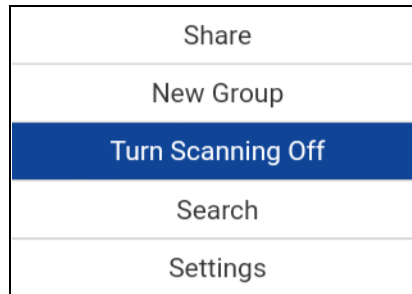 Share
New Group
Turn Scanning Off
Search
Settings